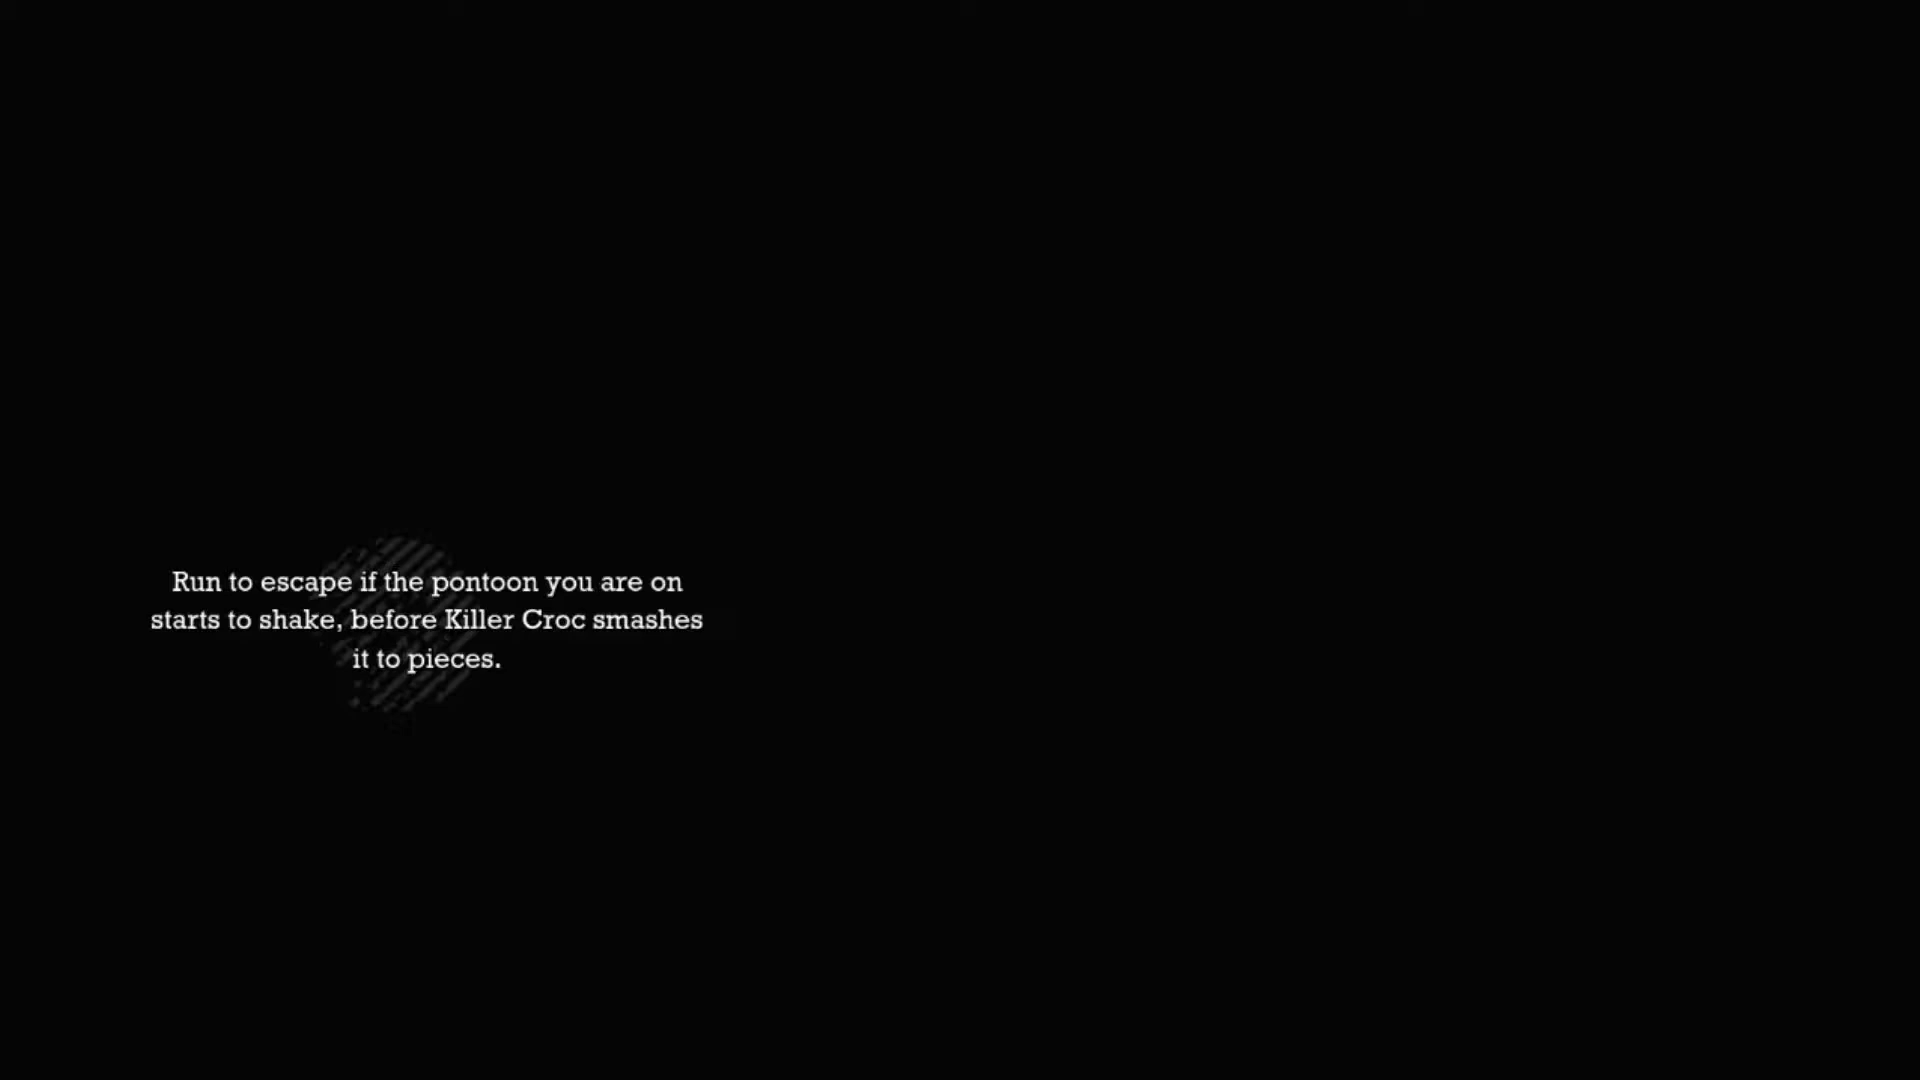 Run to escape if the pontoon you are on
starts to shake, before Killer Croc smashes
it to pieces.